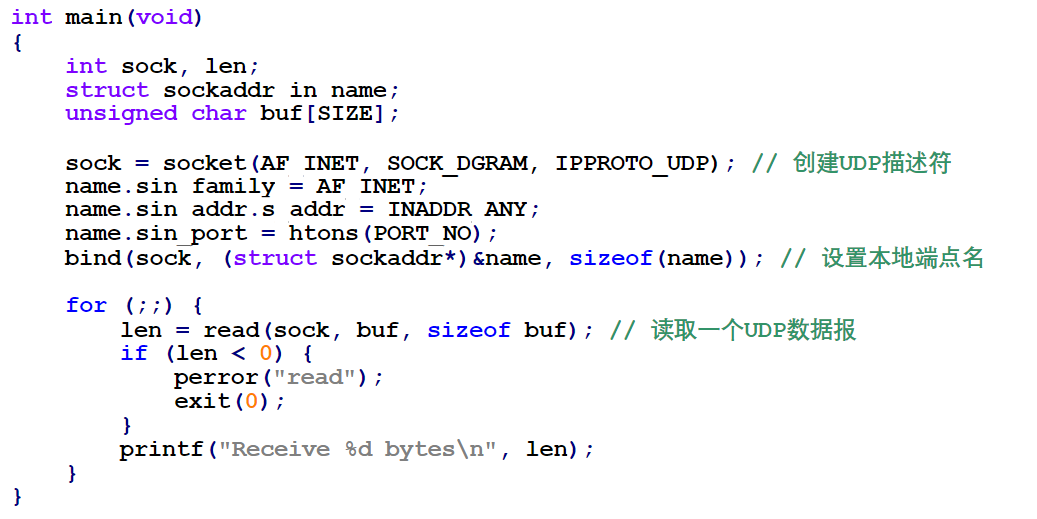 int main(void)
{
    int sock, len;
    struct sockaddr in name;
    unsigned char buf[SIZE];

    sock = socket(AF INET, SOCK_DGRAM, IPPROTO_UDP); // 创建UDP描述符
    name.sin family = AF INET;
    name.sin addr.s addr = INADDR ANY;
    name.sin_port = htons(PORT_NO);
    bind(sock, (struct sockaddr*)&name, sizeof(name)); // 设置本地端点名

    for (;;) {
        len = read(sock, buf, sizeof buf); // 读取一个UDP数据报
        if (len < 0) {
            perror("read");
            exit(0);
        }
        printf("Receive %d bytes\n", len);
    }
}